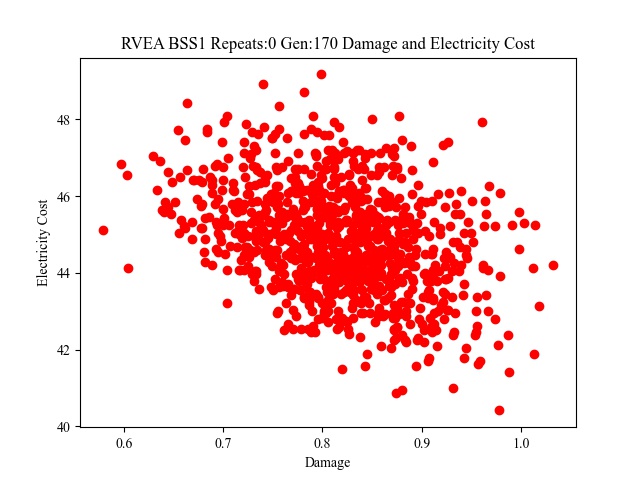 RVEA BSS1 Repeats:0 Gen:170 Damage and Electricity Cost
48
46
44
42
40
Electricity Cost
0.6 0.7 0.8 0.9 1.0
Damage